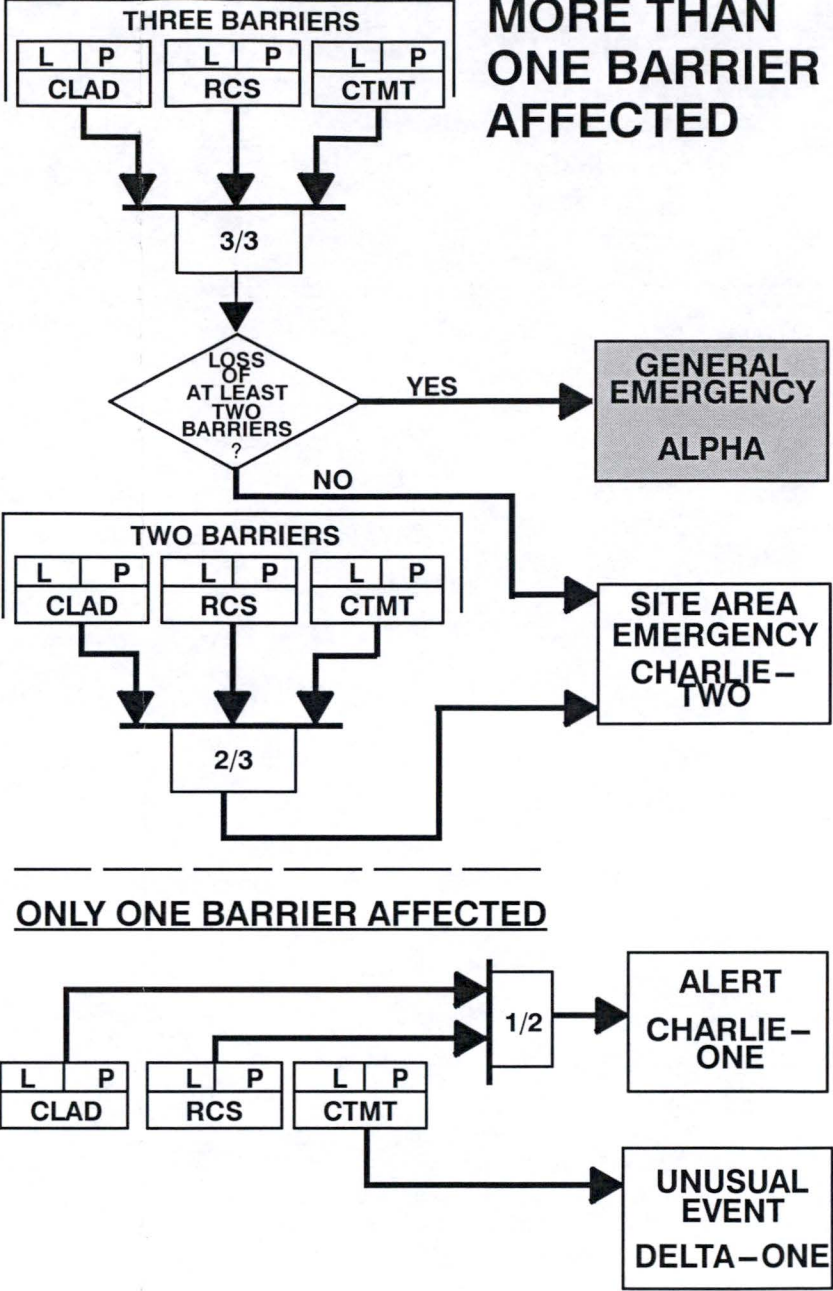 MORE THAN
ONE BARRIER
AFFECTED
THREE BARRIERS
L P L P L P
CLAD RCS CTMT
3/3
LOSS
OF
AT LEAST
TWO
BARRIERS
?
YES
GENERAL
EMERGENCY
ALPHA
NO
TWO BARRIERS
L P L P L P
CLAD RCS CTMT
2/3
SITE AREA
EMERGENCY
CHARLIE–
TWO
ONLY ONE BARRIER AFFECTED
1/2
ALERT
CHARLIE–
ONE
L P L P L P
CLAD RCS CTMT
UNUSUAL
EVENT
DELTA–ONE